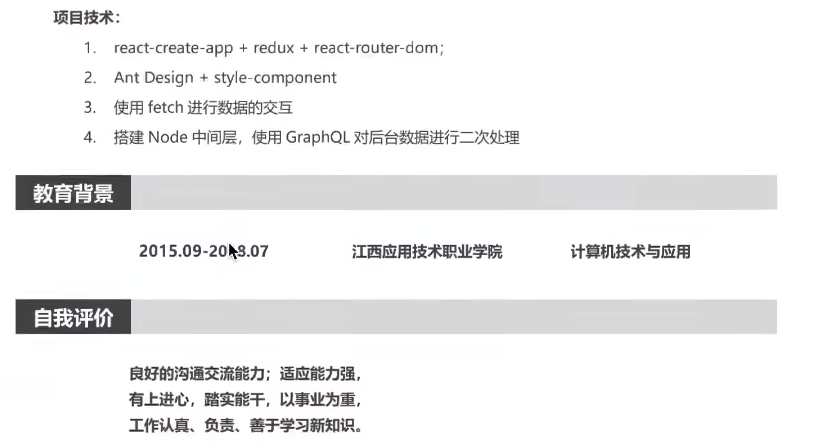 项目技术：
1. react-create-app + redux + react-router-dom；
2. Ant Design + style-component
3. 使用 fetch 进行数据的交互
4. 搭建 Node 中间层，使用 GraphQL 对后台数据进行二次处理
教育背景
2015.09-2018.07 江西应用技术职业学院 计算机技术与应用
自我评价
良好的沟通交流能力；适应能力强，
有上进心，踏实能干，以事业为重，
工作认真、负责、善于学习新知识。